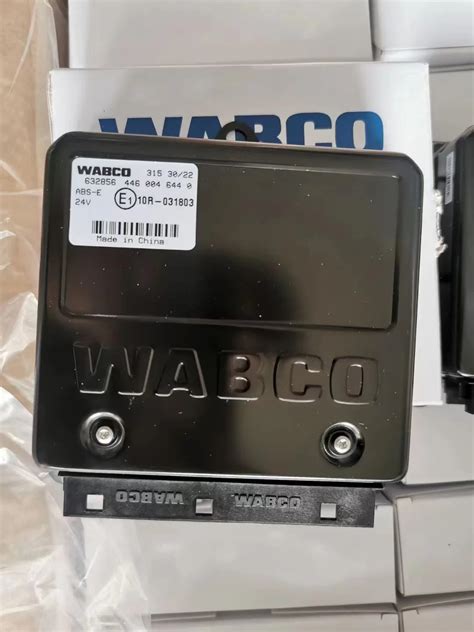 WABCO
WABCO 315 30/22
632856 446 004 644 0
ABS-E
24V E1 10R-031803
Made in China
WABCO
WABCO WABCO